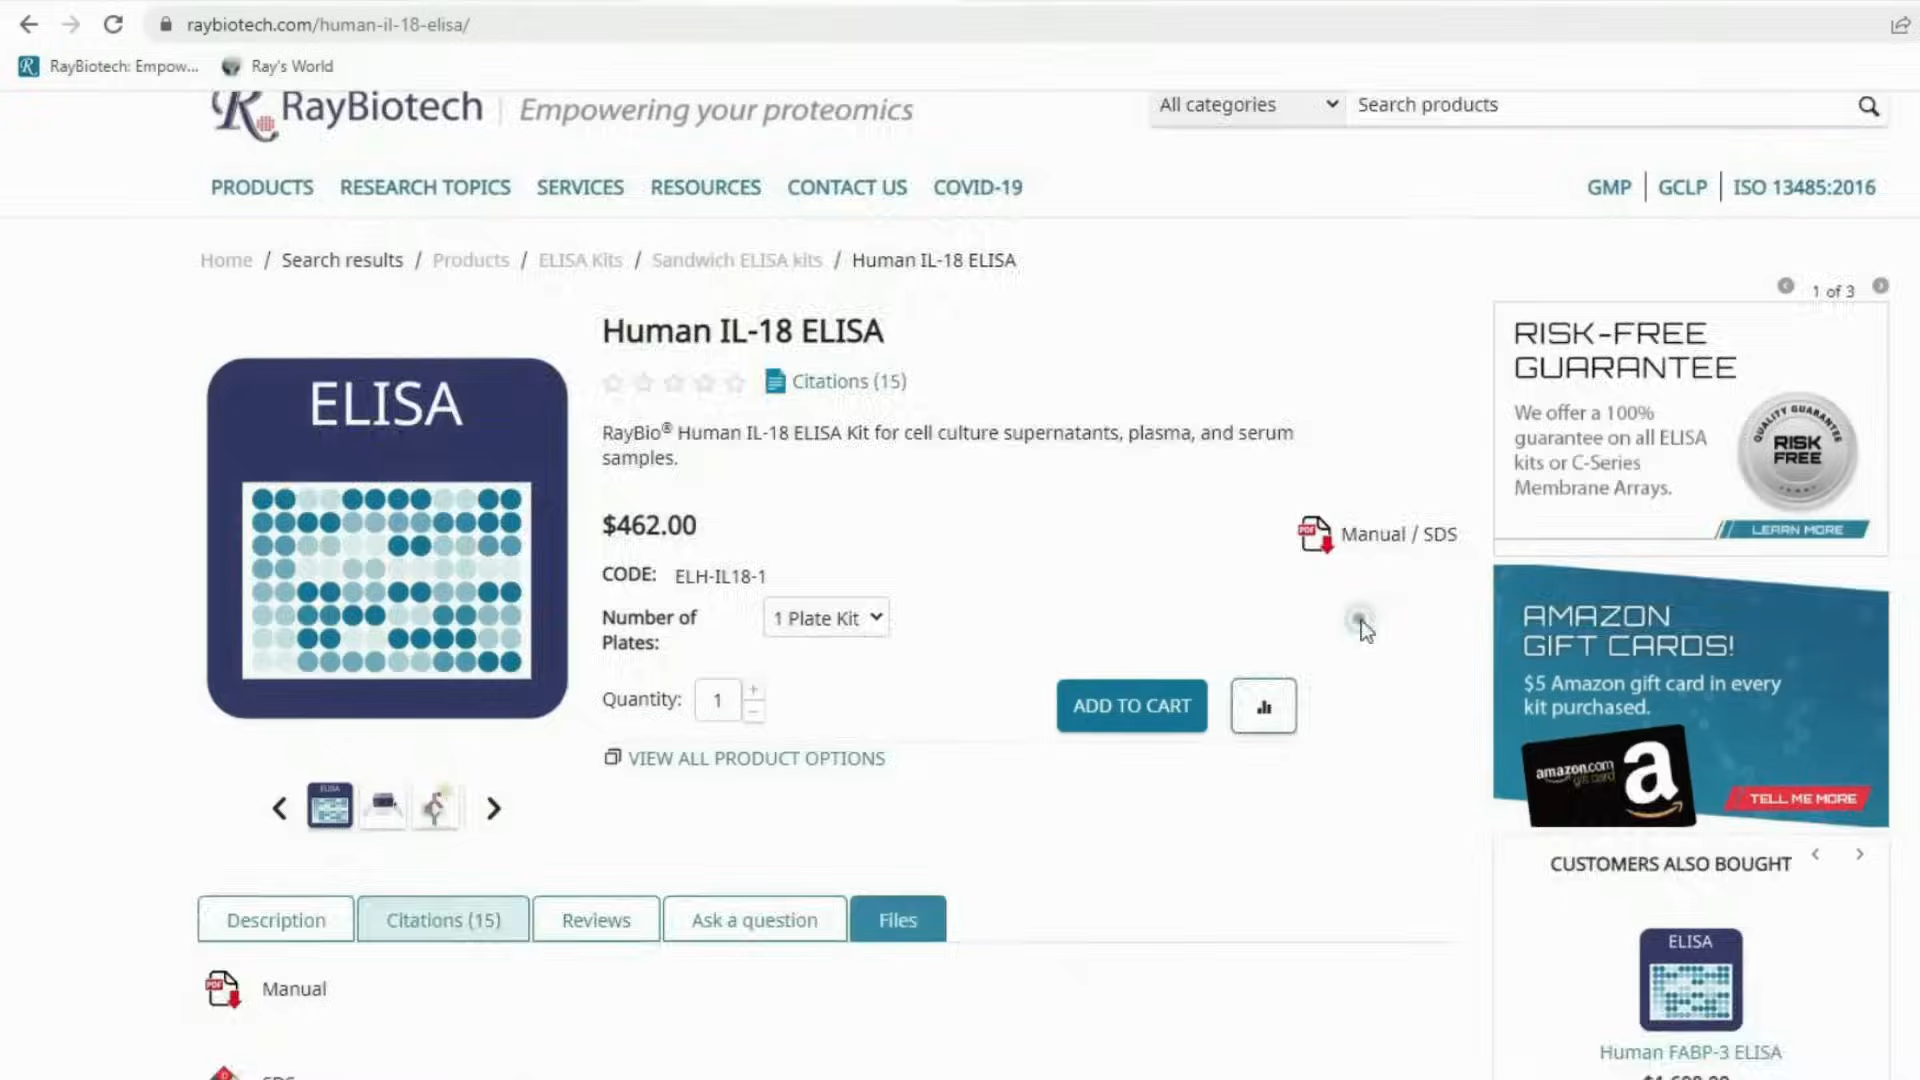 raybiotech.com/human-il-18-elisa/
RayBiotech: Empow...
Ray's World
RayBiotech | Empowering your proteomics
All categories
Search products
PRODUCTS RESEARCH TOPICS SERVICES RESOURCES CONTACT US COVID-19
GMP | GCLP | ISO 13485:2016
Home / Search results / Products / ELISA Kits / Sandwich ELISA kits / Human IL-18 ELISA
1 of 3
ELISA
Human IL-18 ELISA
Citations (15)
RayBio® Human IL-18 ELISA Kit for cell culture supernatants, plasma, and serum
samples.
$462.00
Manual / SDS
CODE: ELH-IL18-1
Number of
Plates:
1 Plate Kit
Quantity: 1
ADD TO CART
VIEW ALL PRODUCT OPTIONS
ELISA
Description
Citations (15)
Reviews
Ask a question
Files
Manual
RISK-FREE
GUARANTEE
We offer a 100%
guarantee on all ELISA
kits or C-Series
Membrane Arrays.
QUALITY GUARANTEE
RISK
FREE
LEARN MORE
AMAZON
GIFT CARDS!
$5 Amazon gift card in every
kit purchased.
amazon.com
gift card
a
TELL ME MORE
CUSTOMERS ALSO BOUGHT
ELISA
Human FABP-3 ELISA